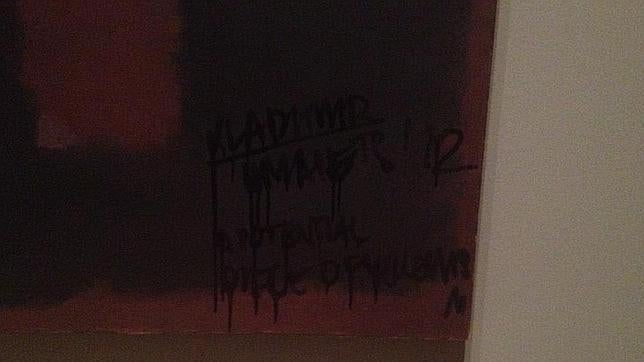 VLADIMIR
UMANETS '12
A POTENTIAL
PIECE OF YELLOWISM